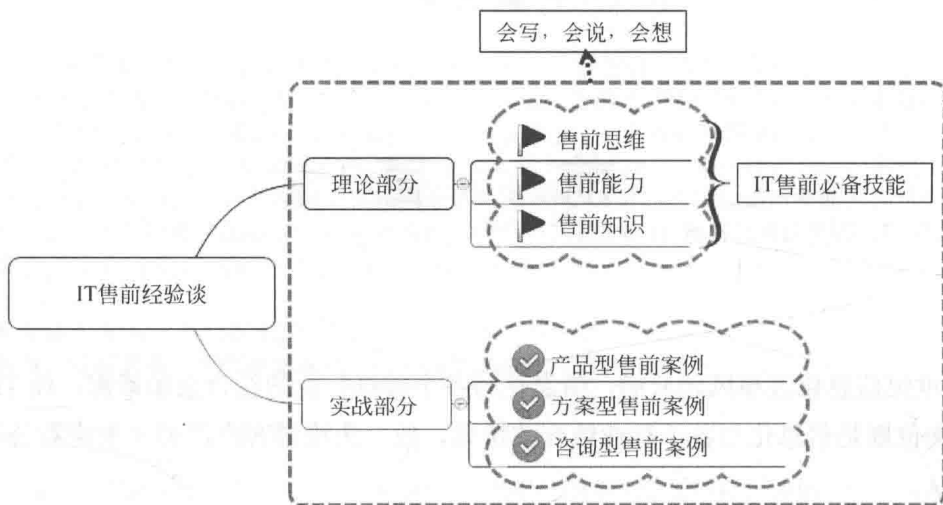 会写，会说，会想
售前思维
理论部分
售前能力
IT售前必备技能
售前知识
IT售前经验谈
产品型售前案例
实战部分
方案型售前案例
咨询型售前案例